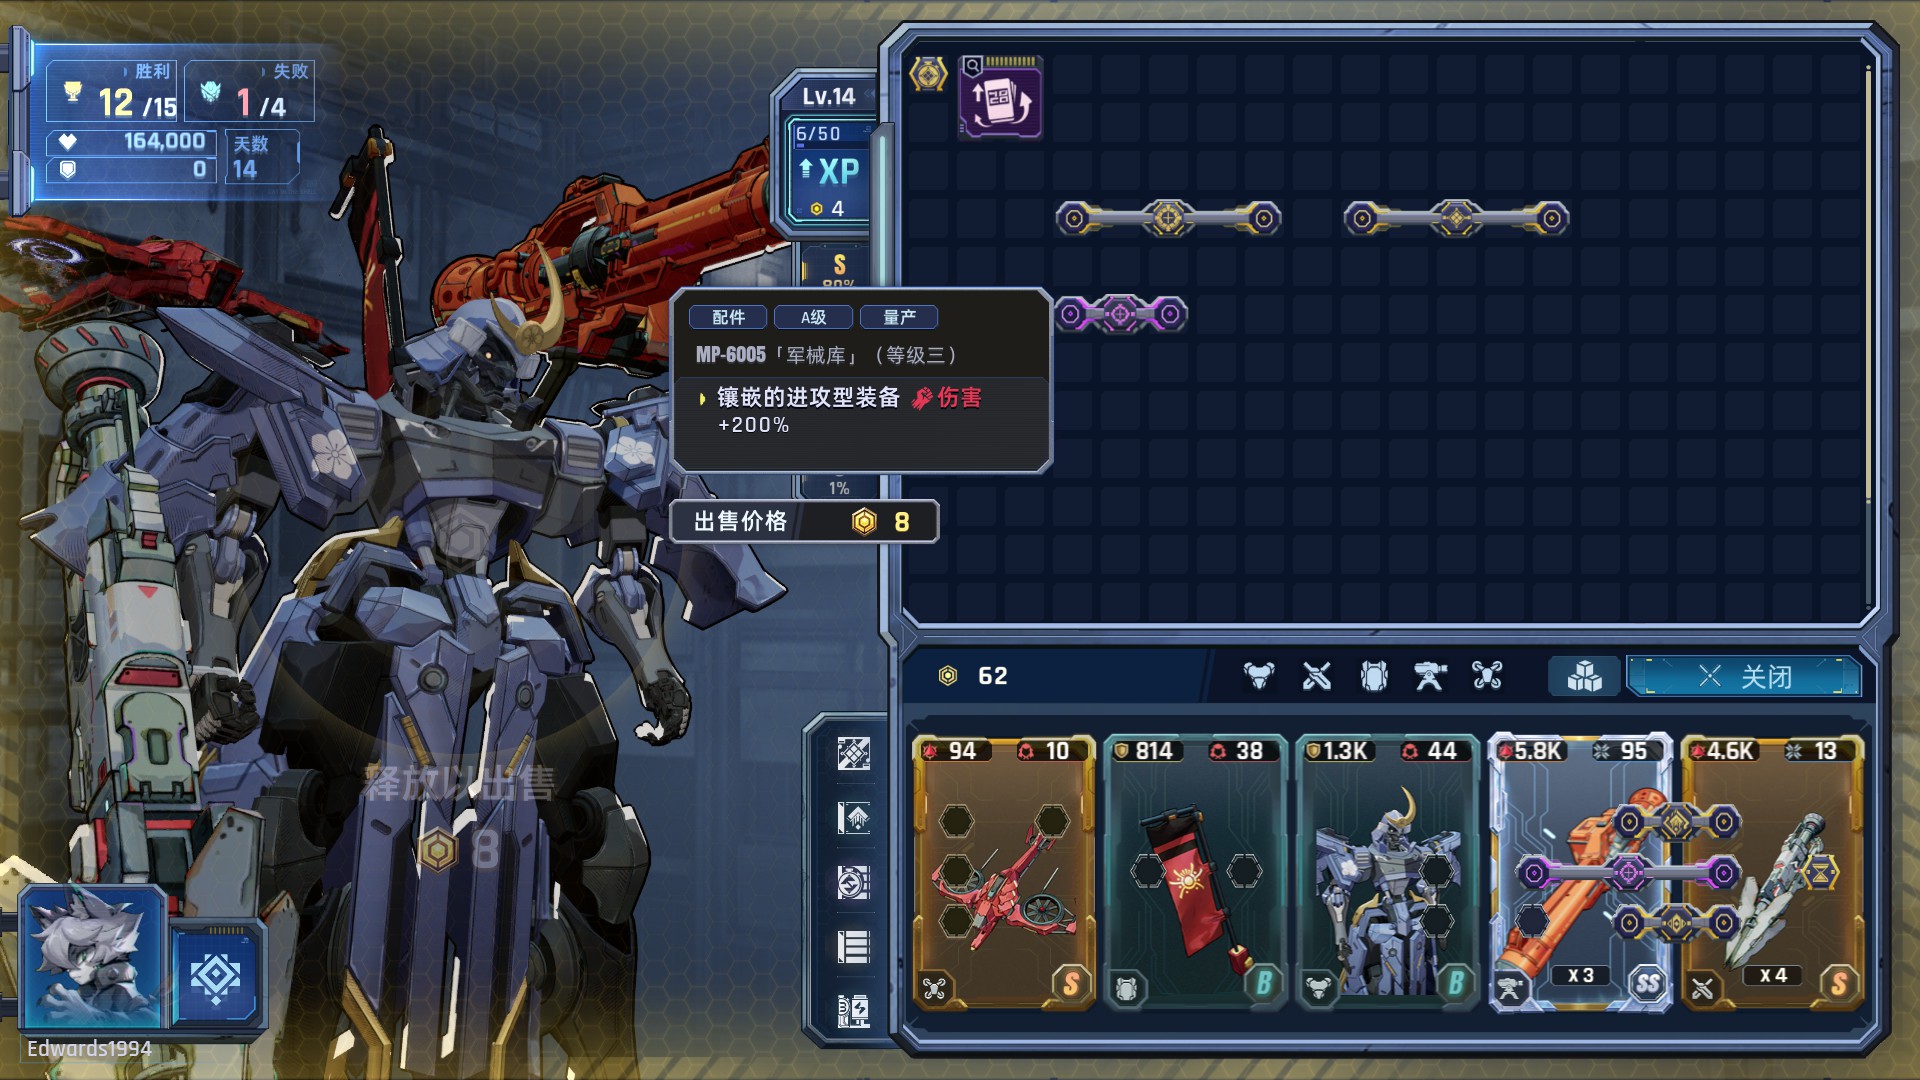 胜利
12 /15
失败
1 /4
164,000
0
天数
14
Lv.14
6/50
XP
4
S
80%
配件
A级
量产
MP-6005「军械库」（等级三）
镶嵌的进攻型装备 伤害
+200%
1%
出售价格 8
释放以出售
8
62
关闭
94 10
814 38
1.3K 44
5.8K 95
4.6K 13
S
B
B
x3
SS
x4
S
Edwards1994